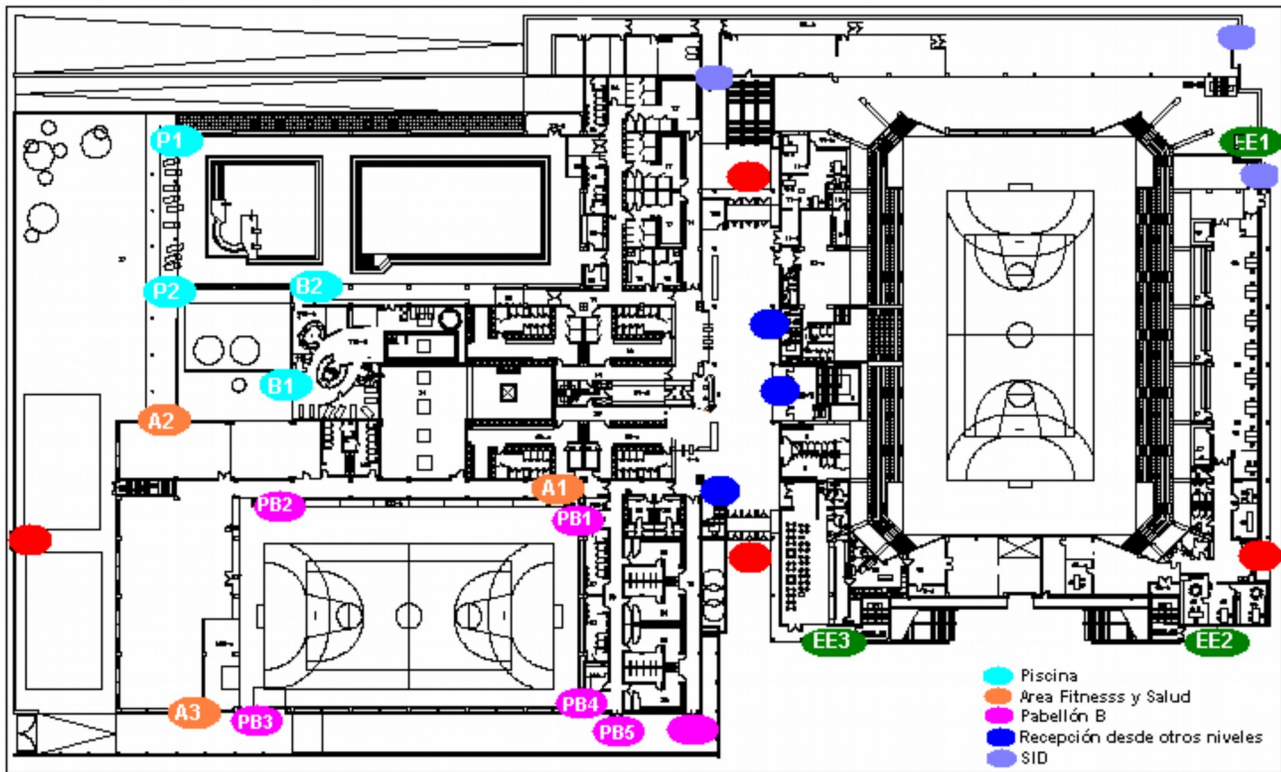 P1
EE1
P2
B2
B1
A2
A1
PB2
PB1
EE3
EE2
Piscina
Area Fitnesss y Salud
A3
PB3
PB4
PB5
Pabellón B
Recepción desde otros niveles
SID